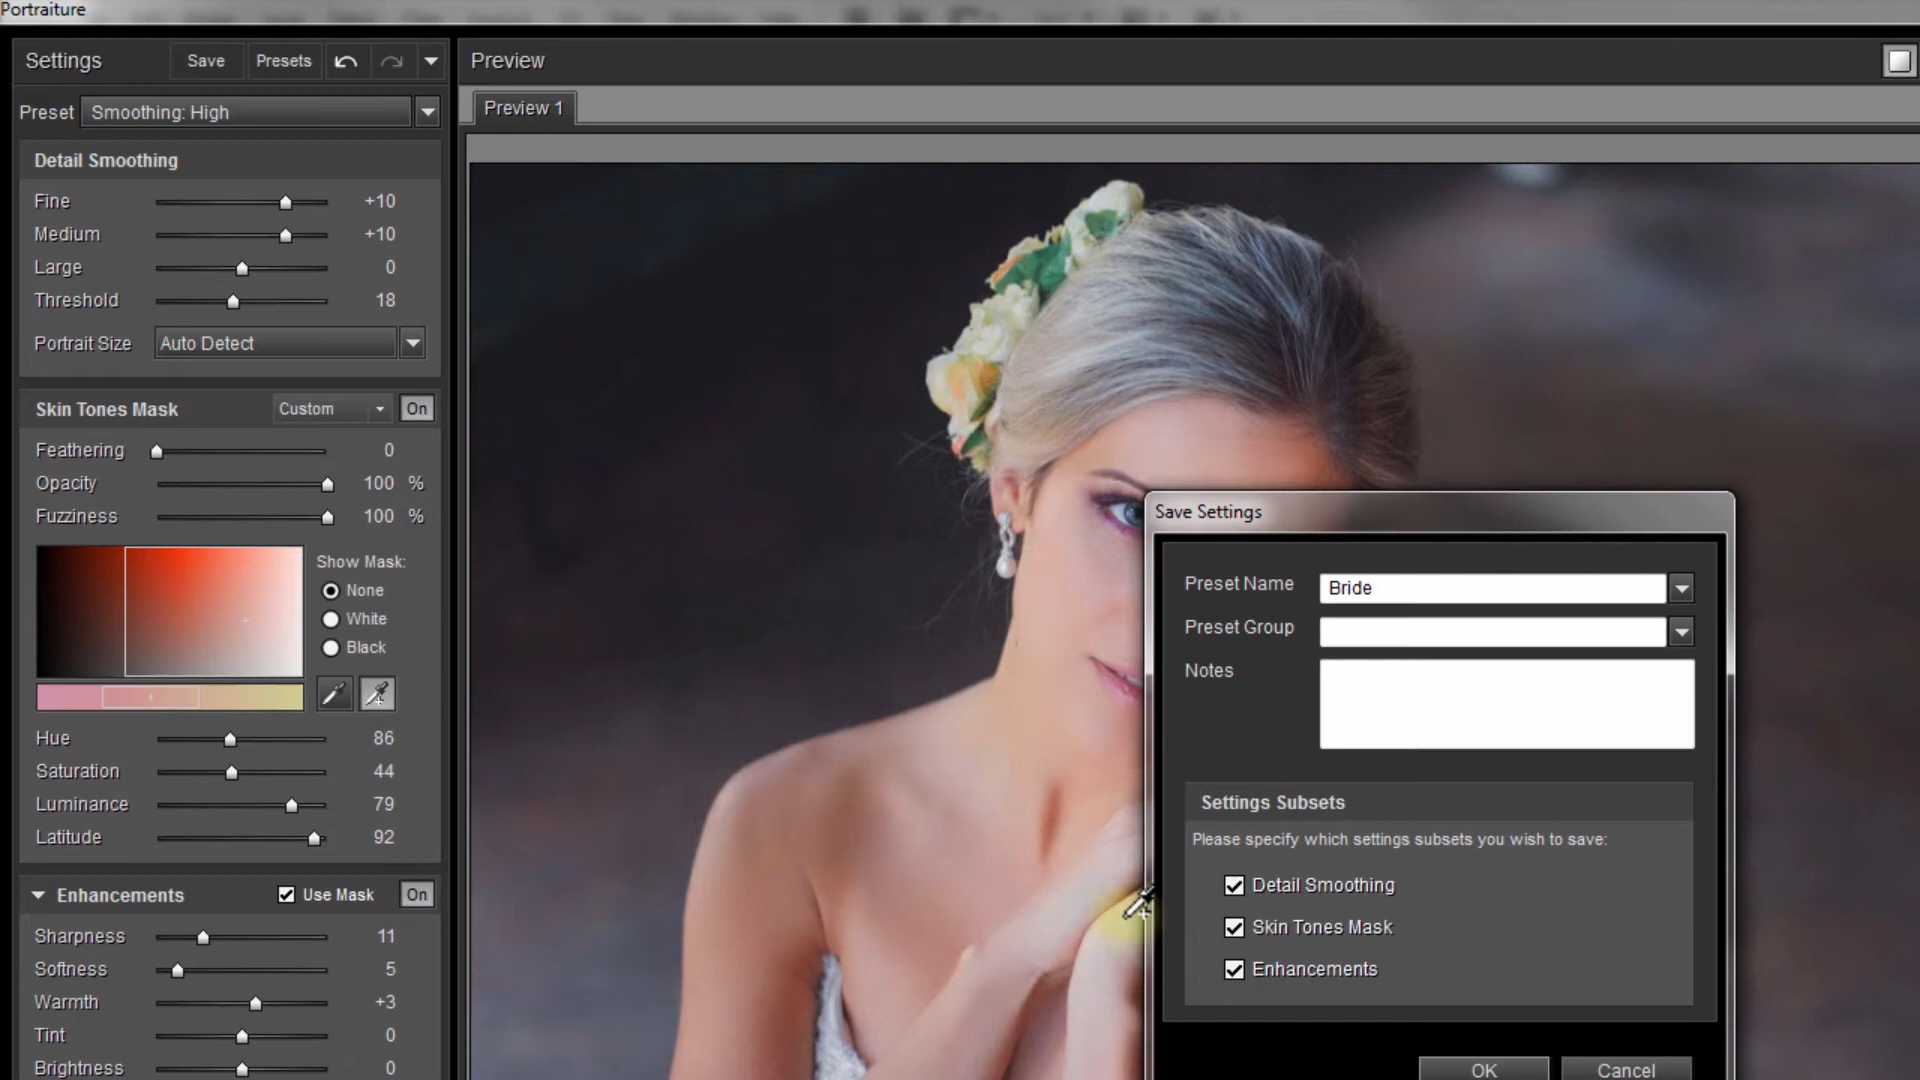 Portraiture
Settings
Save
Presets
Preset
Smoothing: High
Detail Smoothing
Fine +10
Medium +10
Large 0
Threshold 18
Portrait Size
Auto Detect
Skin Tones Mask
Custom
On
Feathering 0
Opacity 100 %
Fuzziness 100 %
Show Mask:
None
White
Black
Hue 86
Saturation 44
Luminance 79
Latitude 92
Enhancements
Use Mask
On
Sharpness 11
Softness 5
Warmth +3
Tint 0
Brightness 0
Preview
Preview 1
Save Settings
Preset Name
Bride
Preset Group
Notes
Settings Subsets
Please specify which settings subsets you wish to save:
Detail Smoothing
Skin Tones Mask
Enhancements
OK
Cancel